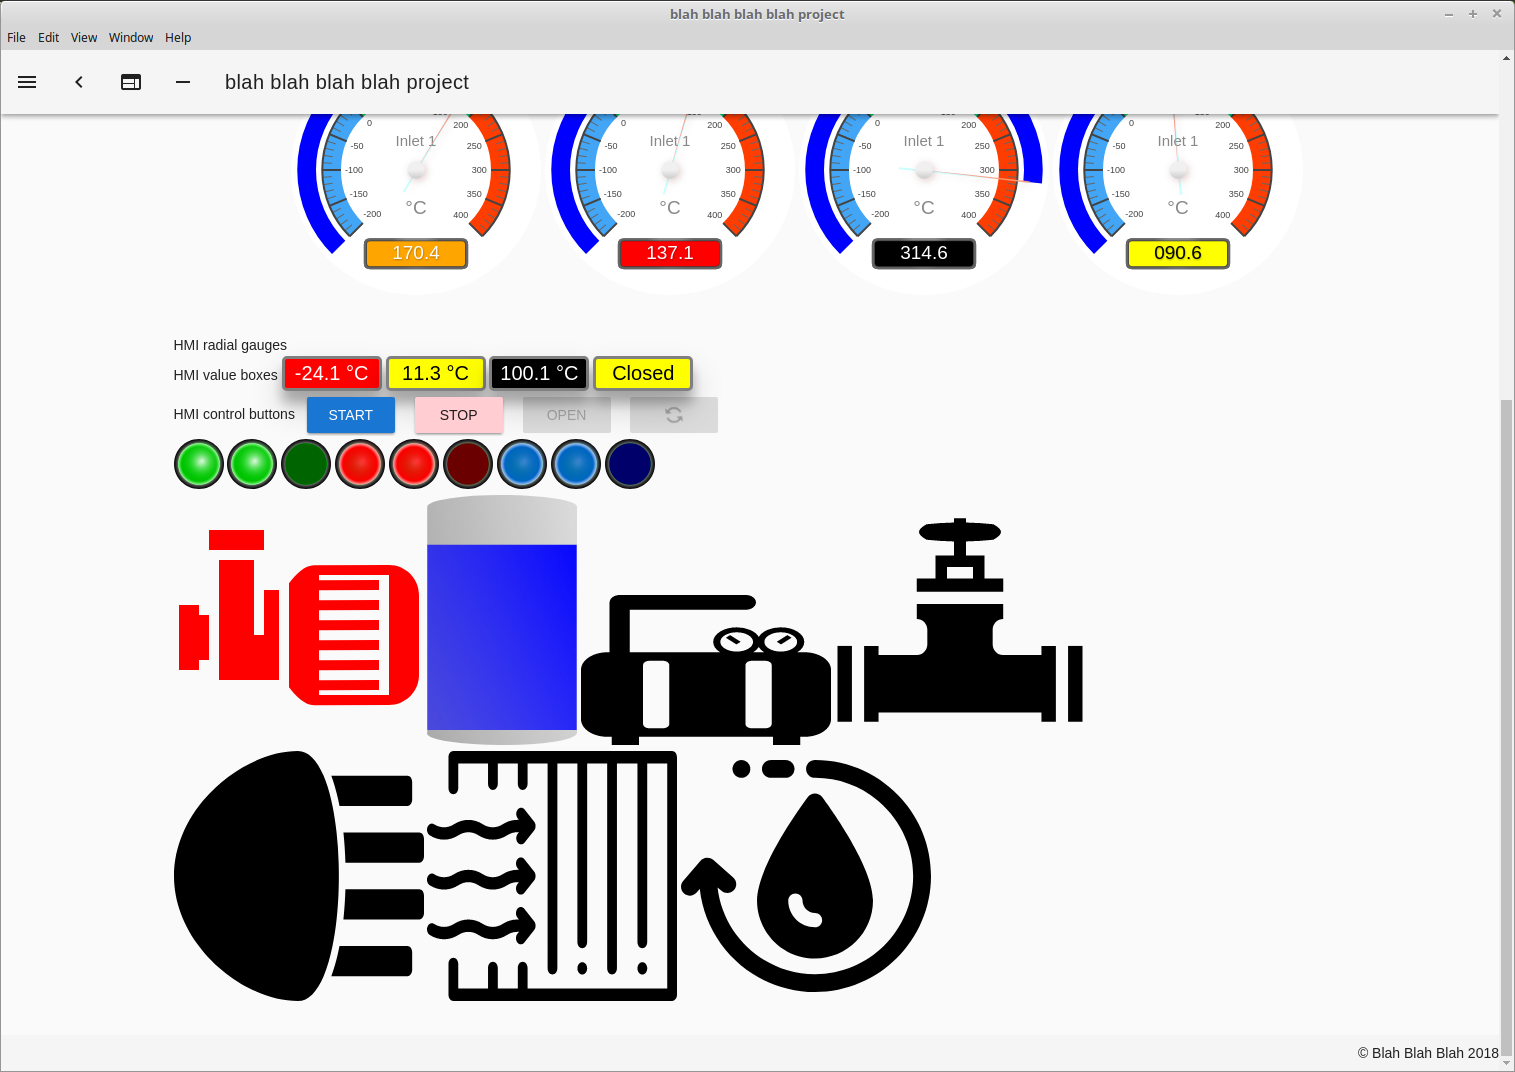 blah blah blah blah project
File Edit View Window Help
blah blah blah blah project
0 200 0 200 0 200 0 200
Inlet 1 Inlet 1 Inlet 1 Inlet 1
-50 250 -50 250 -50 250 -50 250
-100 300 -100 300 -100 300 -100 300
-150 350 -150 350 -150 350 -150 350
°C °C °C °C
-200 400 -200 400 -200 400 -200 400
170.4 137.1 314.6 090.6
HMI radial gauges
HMI value boxes -24.1 °C 11.3 °C 100.1 °C Closed
HMI control buttons START STOP OPEN
© Blah Blah Blah 2018